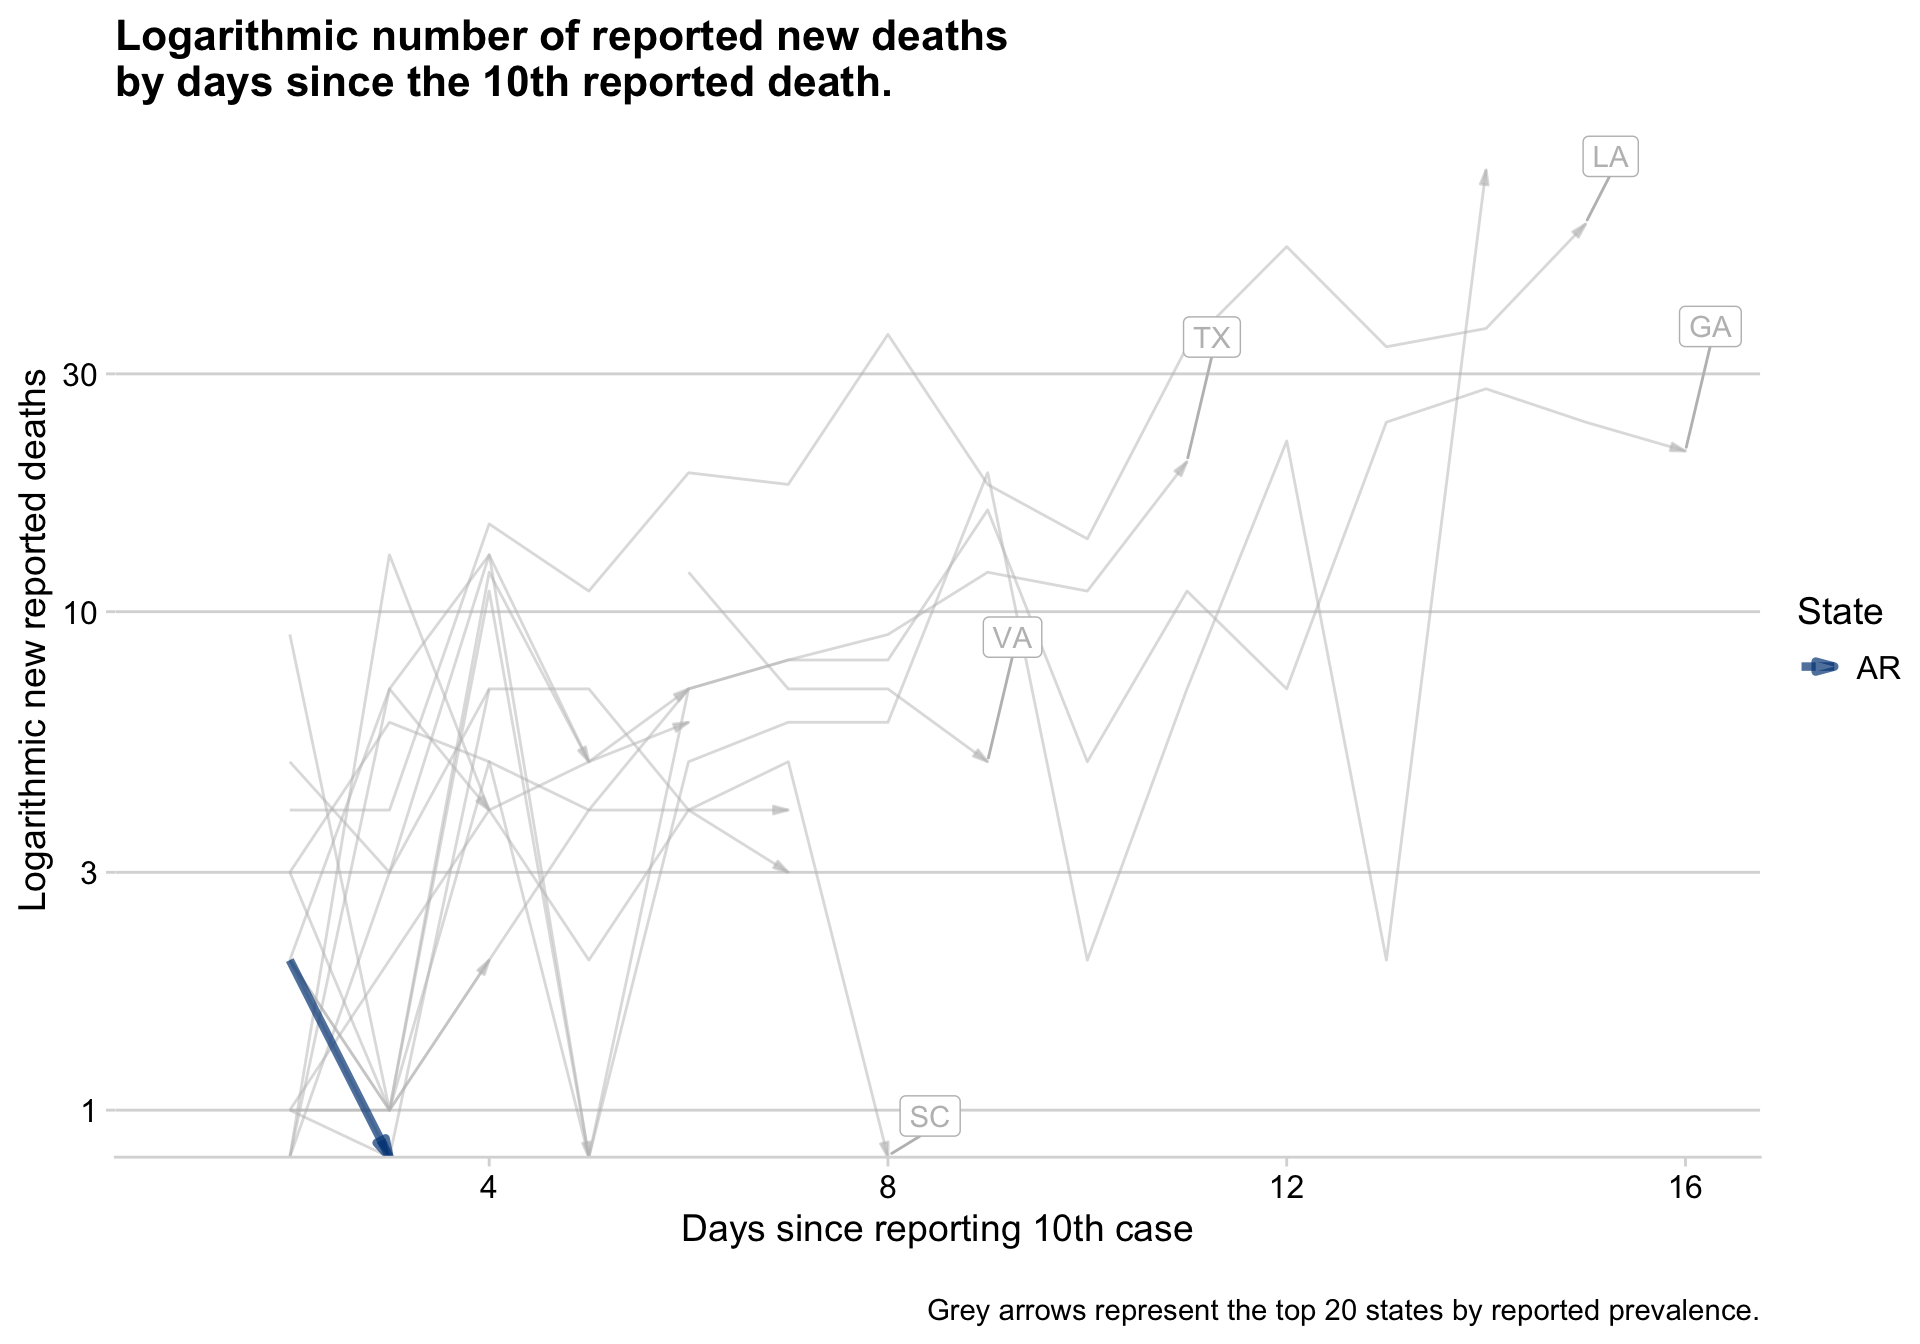 Logarithmic number of reported new deaths
by days since the 10th reported death.
LA
GA
TX
VA
SC
30
10
3
1
Logarithmic new reported deaths
4 8 12 16
Days since reporting 10th case
State
AR
Grey arrows represent the top 20 states by reported prevalence.